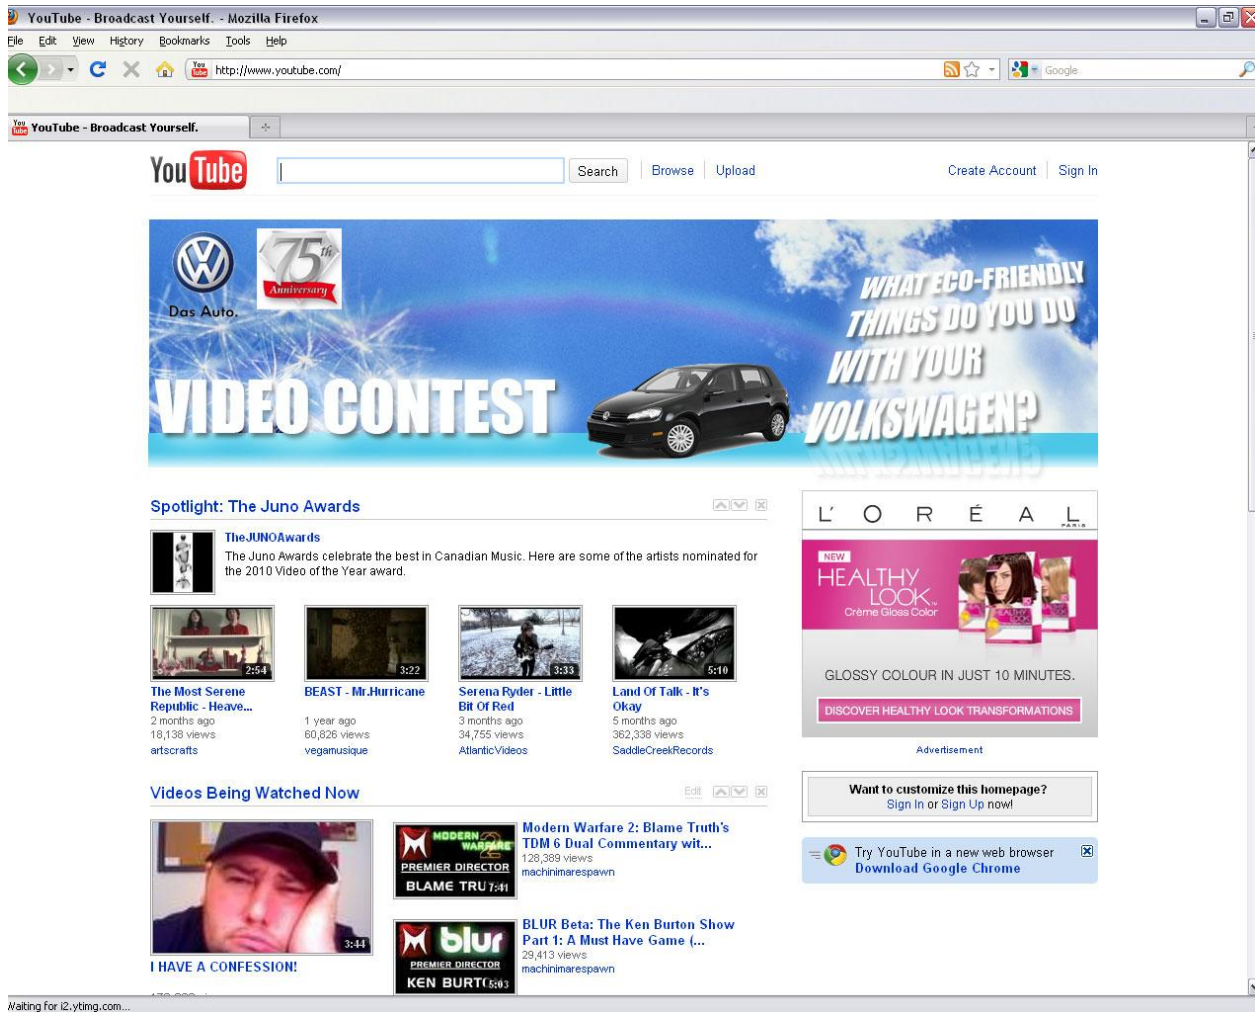 YouTube - Broadcast Yourself. - Mozilla Firefox
File Edit View History Bookmarks Tools Help
You Tube http://www.youtube.com/ Google
You Tube YouTube - Broadcast Yourself.
You Tube Search Browse Upload Create Account Sign In
Das Auto.
75th
Anniversary
VIDEO CONTEST
WHAT ECO-FRIENDLY
THINGS DO YOU DO
WITH YOUR
VOLKSWAGEN?
Spotlight: The Juno Awards
TheJUNOAwards
The Juno Awards celebrate the best in Canadian Music. Here are some of the artists nominated for
the 2010 Video of the Year award.
2:54
The Most Serene
Republic - Heave...
2 months ago
18,138 views
artscrafts
3:22
BEAST - Mr.Hurricane
1 year ago
60,826 views
vegamusique
3:33
Serena Ryder - Little
Bit Of Red
3 months ago
34,755 views
AtlanticVideos
5:10
Land Of Talk - It's
Okay
5 months ago
362,338 views
SaddleCreekRecords
L'ORÉAL
PARIS
NEW
HEALTHY
LOOK
Crème Gloss Color
GLOSSY COLOUR IN JUST 10 MINUTES.
DISCOVER HEALTHY LOOK TRANSFORMATIONS
Advertisement
Want to customize this homepage?
Sign In or Sign Up now!
Try YouTube in a new web browser
Download Google Chrome
Videos Being Watched Now
Edit
3:44
I HAVE A CONFESSION!
MODERN
WARFARE 2
PREMIER DIRECTOR
BLAME TRU 7:41
Modern Warfare 2: Blame Truth's
TDM 6 Dual Commentary wit...
128,389 views
machinimarespawn
blur
PREMIER DIRECTOR
KEN BURT 5:03
BLUR Beta: The Ken Burton Show
Part 1: A Must Have Game (...
29,413 views
machinimarespawn
Waiting for i2.ytimg.com...